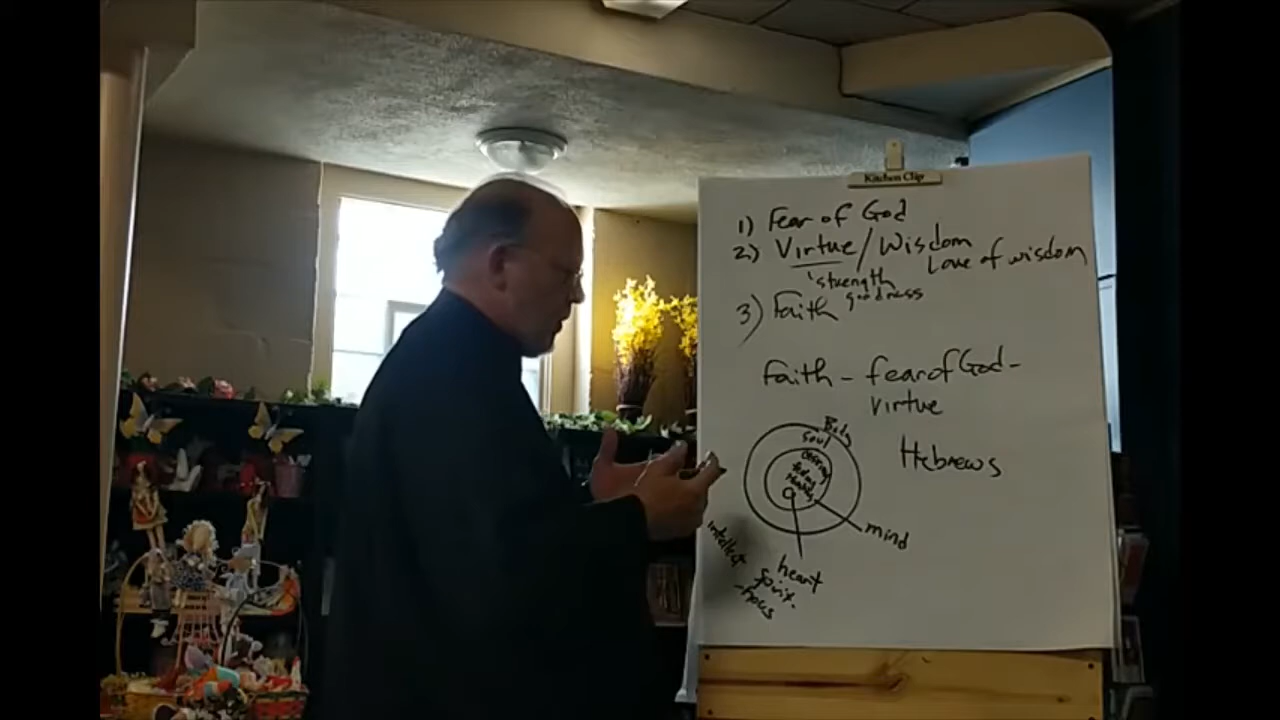 Kitchen Clip
1) Fear of God
2) Virtue / Wisdom
Love of wisdom
strength
goodness
3) Faith
Faith - fear of God -
virtue
Hebrews
Body
Soul
mind
intellect
heart
spirit.